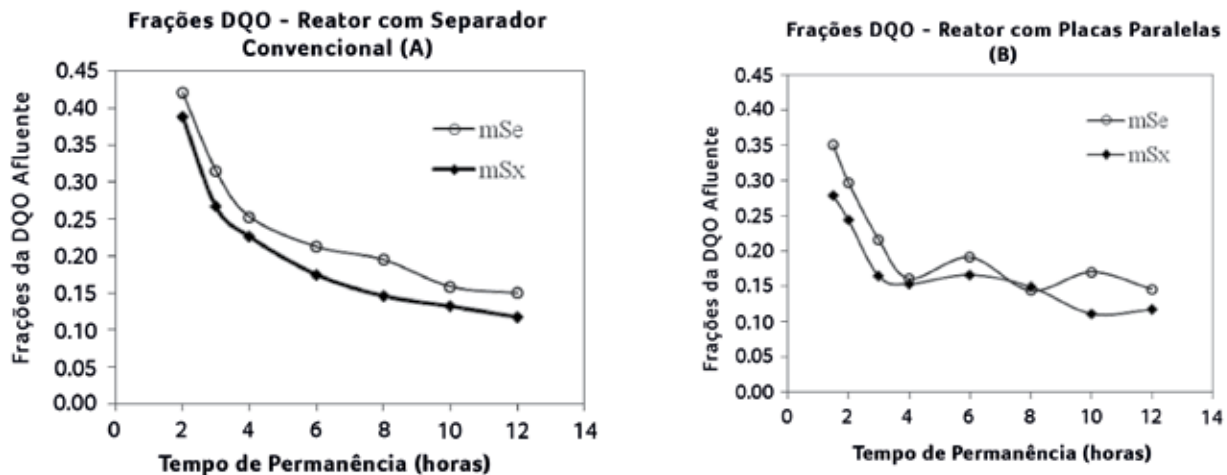 Frações DQO - Reator com Separador
Convencional (A)
Frações da DQO Afluente
0.45
0.40
0.35
0.30
0.25
0.20
0.15
0.10
0.05
0.00
mSe
mSx
0 2 4 6 8 10 12 14
Tempo de Permanência (horas)
Frações DQO - Reator com Placas Paralelas
(B)
Frações da DQO Afluente
0.45
0.40
0.35
0.30
0.25
0.20
0.15
0.10
0.05
0.00
mSe
mSx
0 2 4 6 8 10 12 14
Tempo de Permanência (horas)